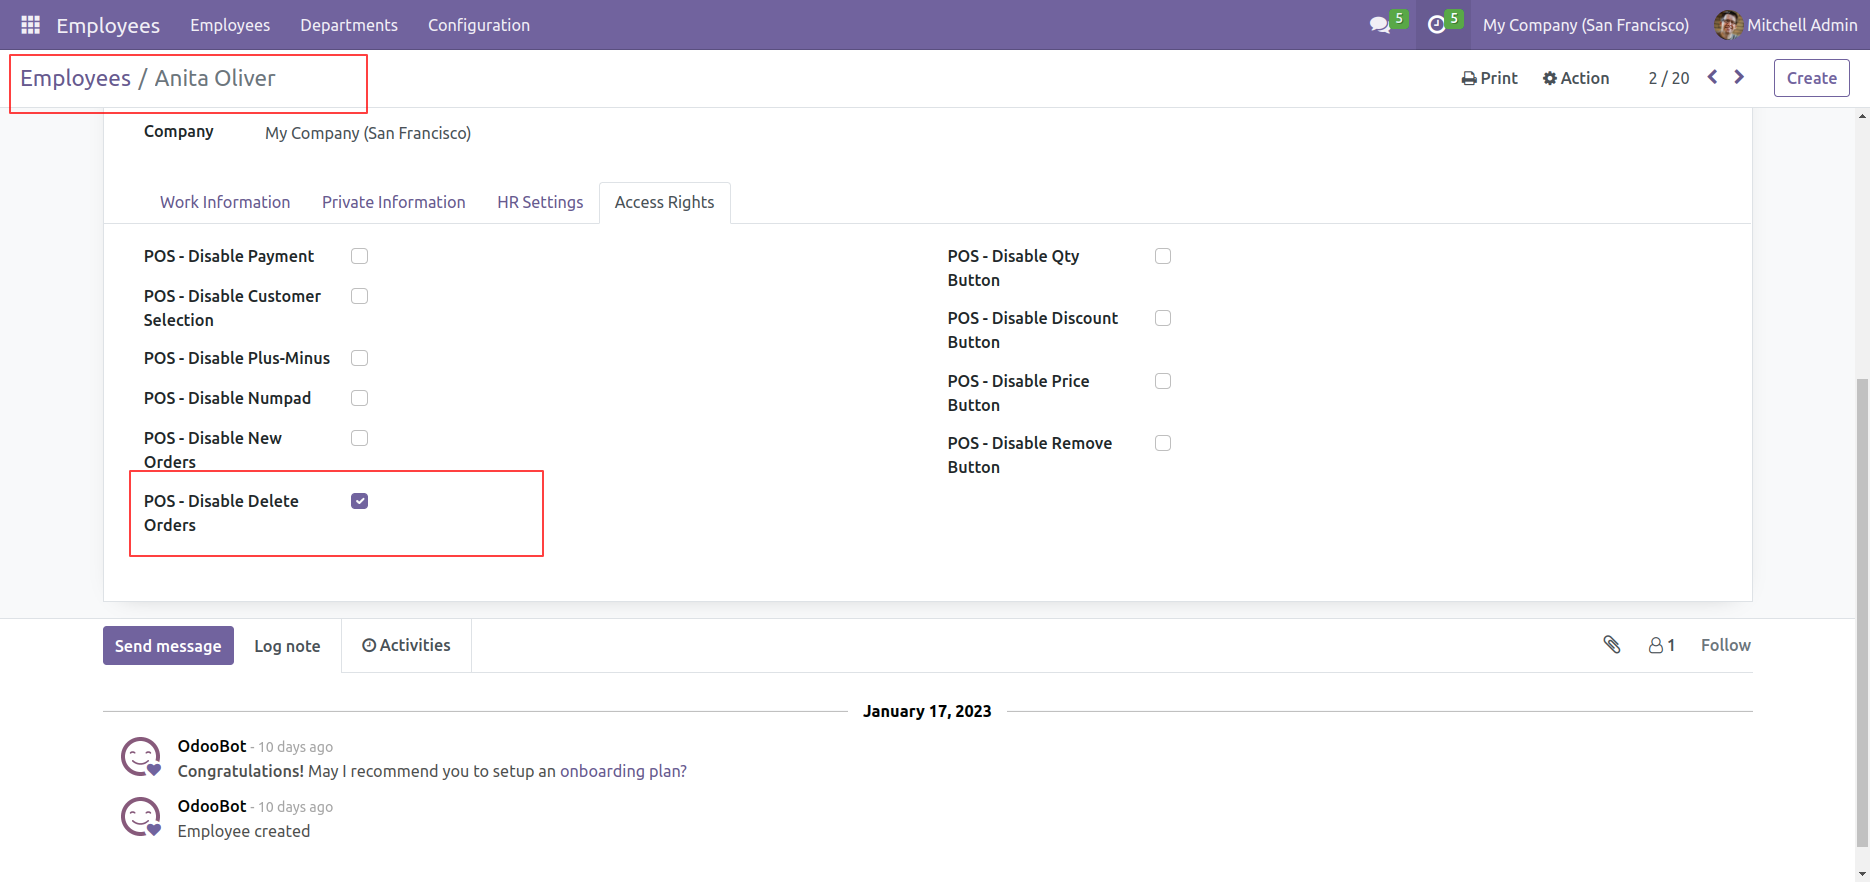 Employees Employees Departments Configuration 5 5 My Company (San Francisco) Mitchell Admin
Employees / Anita Oliver Print Action 2 / 20 Create
Company My Company (San Francisco)
Work Information Private Information HR Settings Access Rights
POS - Disable Payment
POS - Disable Customer
Selection
POS - Disable Plus-Minus
POS - Disable Numpad
POS - Disable New
Orders
POS - Disable Delete
Orders
POS - Disable Qty
Button
POS - Disable Discount
Button
POS - Disable Price
Button
POS - Disable Remove
Button
Send message Log note Activities 1 Follow
January 17, 2023
OdooBot - 10 days ago
Congratulations! May I recommend you to setup an onboarding plan?
OdooBot - 10 days ago
Employee created